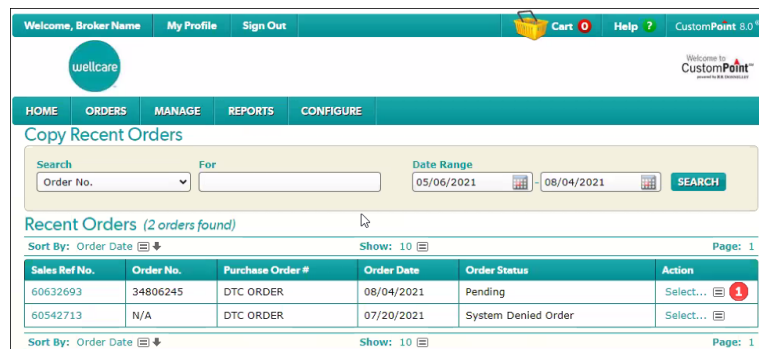 Welcome, Broker Name My Profile Sign Out Cart 0 Help ? CustomPoint 8.0®
wellcare
Welcome to
CustomPoint™
HOME ORDERS MANAGE REPORTS CONFIGURE
Copy Recent Orders
Search For Date Range
Order No. 05/06/2021 - 08/04/2021 SEARCH
Recent Orders (2 orders found)
Sort By: Order Date Show: 10 Page: 1
Sales Ref No. Order No. Purchase Order # Order Date Order Status Action
60632693 34806245 DTC ORDER 08/04/2021 Pending Select... 1
60542713 N/A DTC ORDER 07/20/2021 System Denied Order Select...
Sort By: Order Date Show: 10 Page: 1